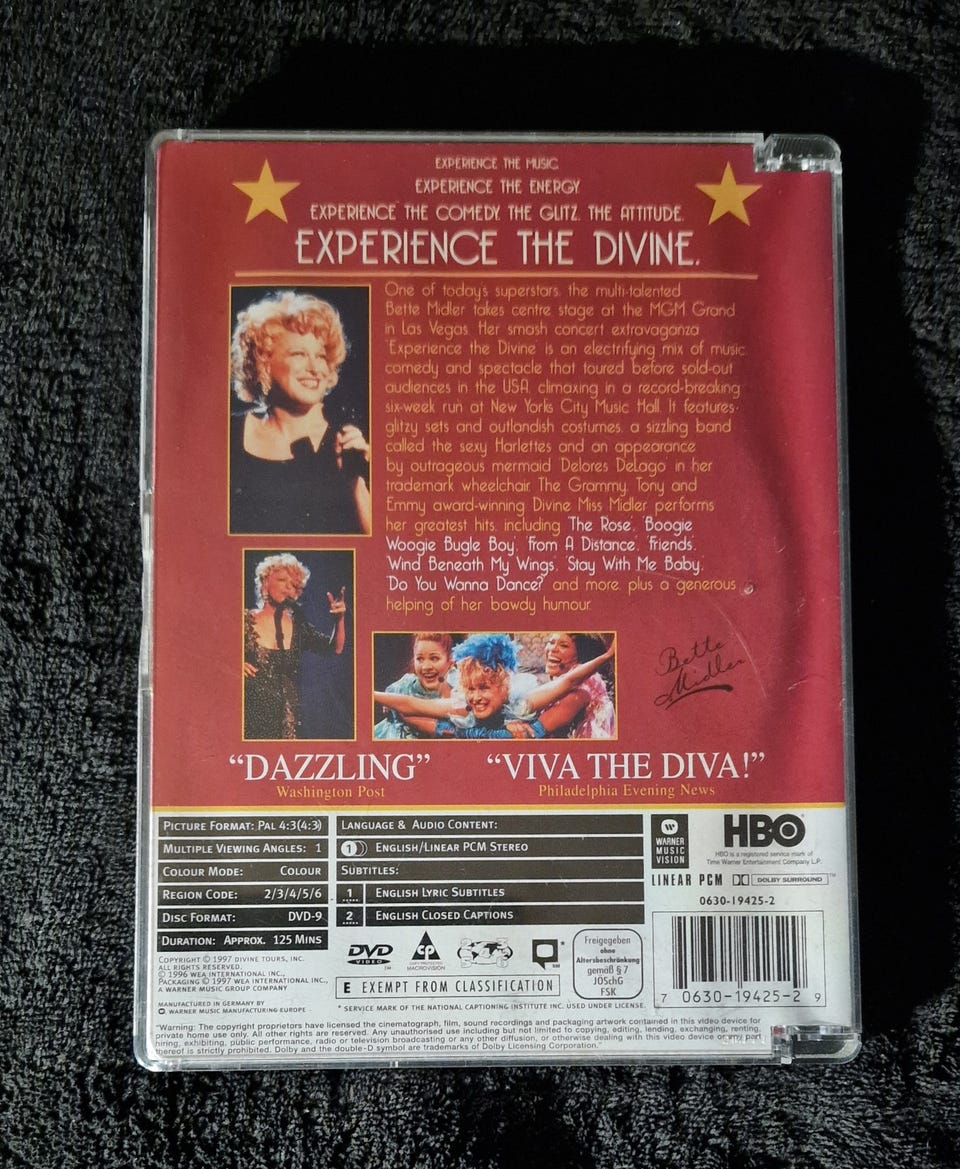 EXPERIENCE THE MUSIC.
EXPERIENCE THE ENERGY.
EXPERIENCE THE COMEDY. THE GLITZ. THE ATTITUDE.
EXPERIENCE THE DIVINE.
One of today's superstars, the multi-talented
Bette Midler takes centre stage at the MGM Grand
in Las Vegas. Her smash concert extravaganza
'Experience the Divine' is an electrifying mix of music,
comedy and spectacle that toured before sold-out
audiences in the USA, climaxing in a record-breaking
six-week run at New Yorks City Music Hall. It features
glitzy sets and outlandish costumes, a sizzling band
called the sexy Harlettes and an appearance
by outrageous mermaid 'Delores DeLago' in her
trademark wheelchair. The Grammy, Tony and
Emmy award-winning Divine Miss Midler performs
her greatest hits, including 'The Rose', 'Boogie
Woogie Bugle Boy', 'From A Distance', 'Friends',
'Wind Beneath My Wings', 'Stay With Me Baby',
'Do You Wanna Dance?' and more, plus a generous
helping of her bawdy humour.
Bette
Midler
"DAZZLING"
Washington Post
"VIVA THE DIVA!"
Philadelphia Evening News
PICTURE FORMAT: PAL 4:3(4:3)
MULTIPLE VIEWING ANGLES: 1
COLOUR MODE: COLOUR
REGION CODE: 2/3/4/5/6
DISC FORMAT: DVD-9
DURATION: APPROX. 125 MINS
LANGUAGE & AUDIO CONTENT:
1 ENGLISH/LINEAR PCM STEREO
SUBTITLES:
1 ENGLISH LYRIC SUBTITLES
2 ENGLISH CLOSED CAPTIONS
WARNER
MUSIC
VISION
HBO
HBO is a registered service mark of
Time Warner Entertainment Company L.P.
LINEAR PCM DOLBY SURROUND TM
0630-19425-2
COPYRIGHT © 1997 DIVINE TOURS, INC.
ALL RIGHTS RESERVED.
© 1996 WEA INTERNATIONAL INC.,
PACKAGING © 1997 WEA INTERNATIONAL INC.,
A WARNER MUSIC GROUP COMPANY
MANUFACTURED IN GERMANY BY
WARNER MUSIC MANUFACTURING EUROPE
DVD
VIDEO
TM
CP
COPY PROTECTED
MACROVISION
*
E EXEMPT FROM CLASSIFICATION
* SERVICE MARK OF THE NATIONAL CAPTIONING INSTITUTE INC. USED UNDER LICENSE.
Freigegeben
ohne
Altersbeschränkung
gemäß § 7
JÖSchG
FSK
7 0630-19425-2 9
"Warning: The copyright proprietors have licensed the cinematograph, film, sound recordings and packaging artwork contained in this video device for
private home use only. All other rights are reserved. Any unauthorised use including but not limited to copying, editing, lending, exchanging, renting,
hiring, exhibiting, public performance, radio or television broadcasting or any other diffusion, or otherwise dealing with this video device or any part
thereof is strictly prohibited. Dolby and the double-D symbol are trademarks of Dolby Licensing Corporation."